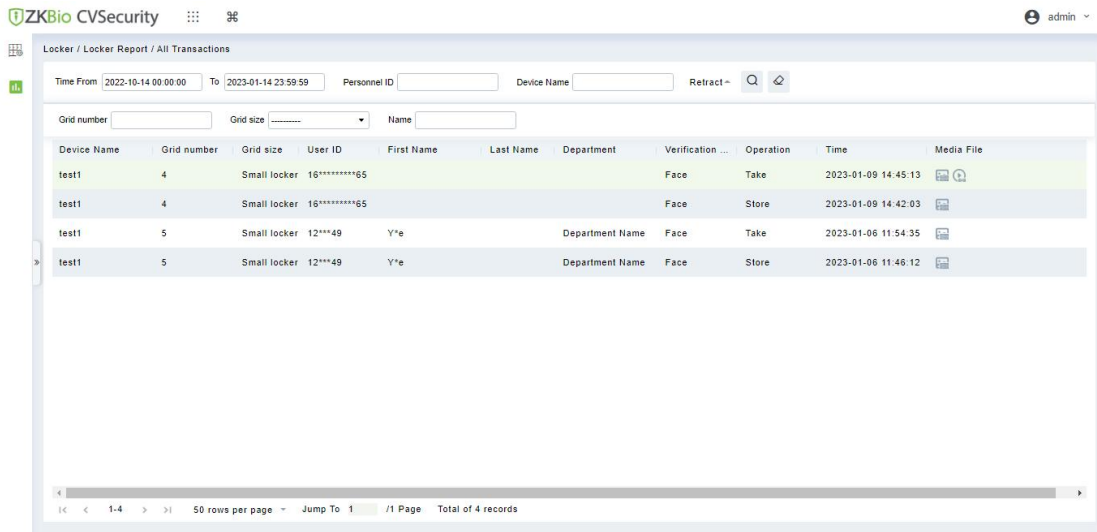 ZKBio CVSecurity admin
Locker / Locker Report / All Transactions
Time From 2022-10-14 00:00:00 To 2023-01-14 23:59:59 Personnel ID Device Name Retract
Grid number Grid size ---------- Name
Device Name Grid number Grid size User ID First Name Last Name Department Verification ... Operation Time Media File
test1 4 Small locker 16*********65 Face Take 2023-01-09 14:45:13
test1 4 Small locker 16*********65 Face Store 2023-01-09 14:42:03
test1 5 Small locker 12***49 Y*e Department Name Face Take 2023-01-06 11:54:35
test1 5 Small locker 12***49 Y*e Department Name Face Store 2023-01-06 11:46:12
1-4 50 rows per page Jump To 1 /1 Page Total of 4 records